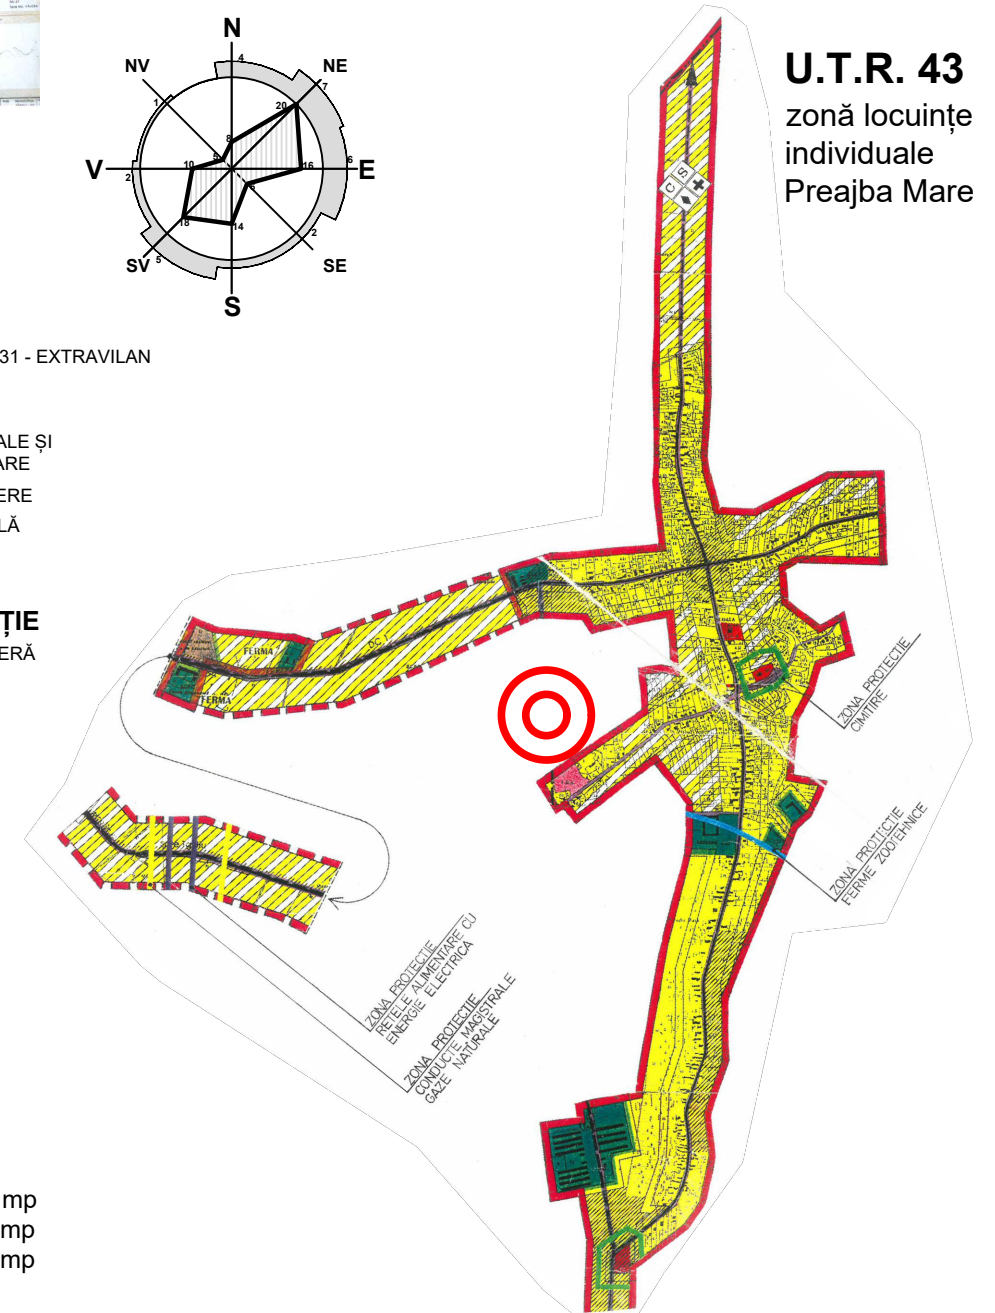 N
NV
NE
4
7
1
20
8
5
10
16
6
V
E
2
6
18
14
2
5
SV
SE
S
U.T.R. 43
zonă locuințe
individuale
Preajba Mare
C
S
31 - EXTRAVILAN
ALE ȘI
ARE
ERE
LĂ
ȚIE
ERĂ
FERMA
DC 1
FERMA
ZONA PROTECTIE
CIMITIRE
ZONA PROTECTIE
FERME ZOOTEHNICE
ZONA PROTECTIE
RETELE ALIMENTARE CU
ENERGIE ELECTRICA
ZONA PROTECTIE
CONDUCTE MAGISTRALE
GAZE NATURALE
mp
mp
mp